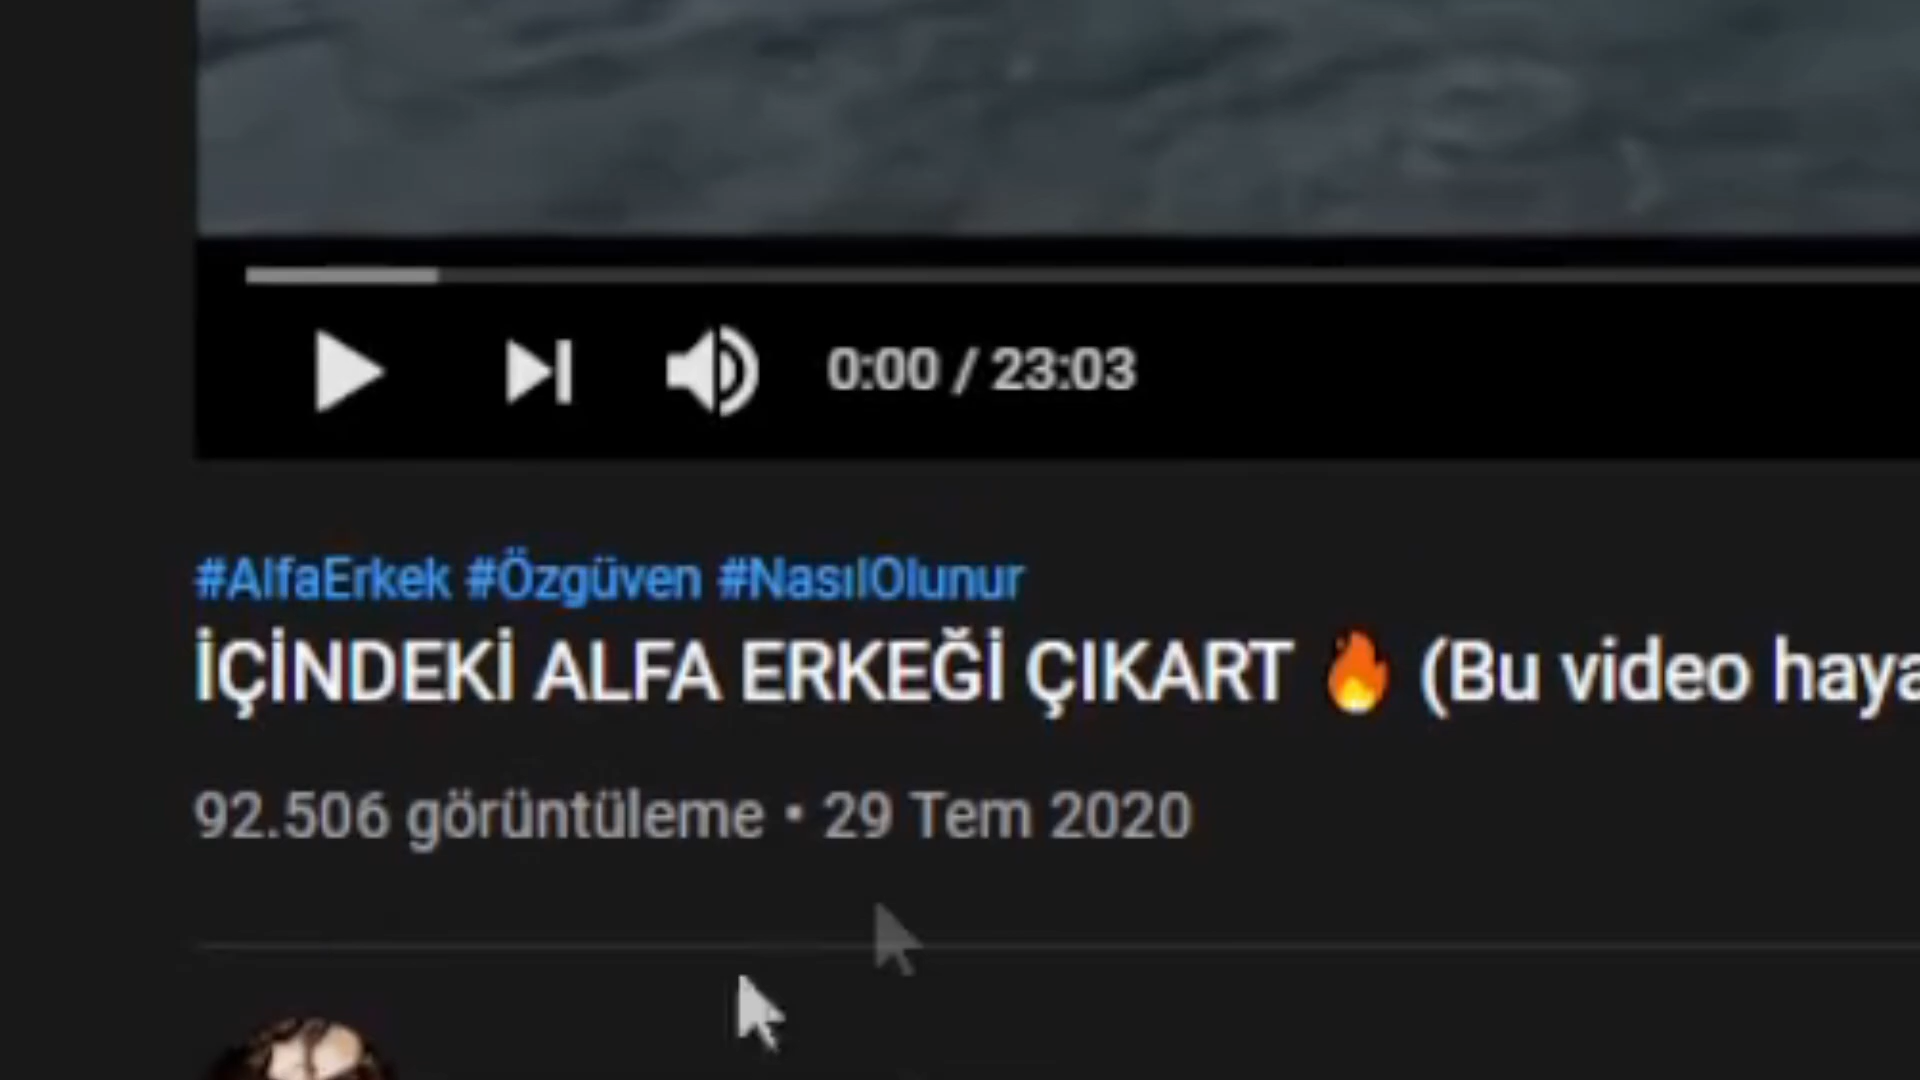 0:00 / 23:03
#AlfaErkek #Özgüven #NasılOlunur
İÇİNDEKİ ALFA ERKEĞİ ÇIKART 🔥 (Bu video haya
92.506 görüntüleme • 29 Tem 2020